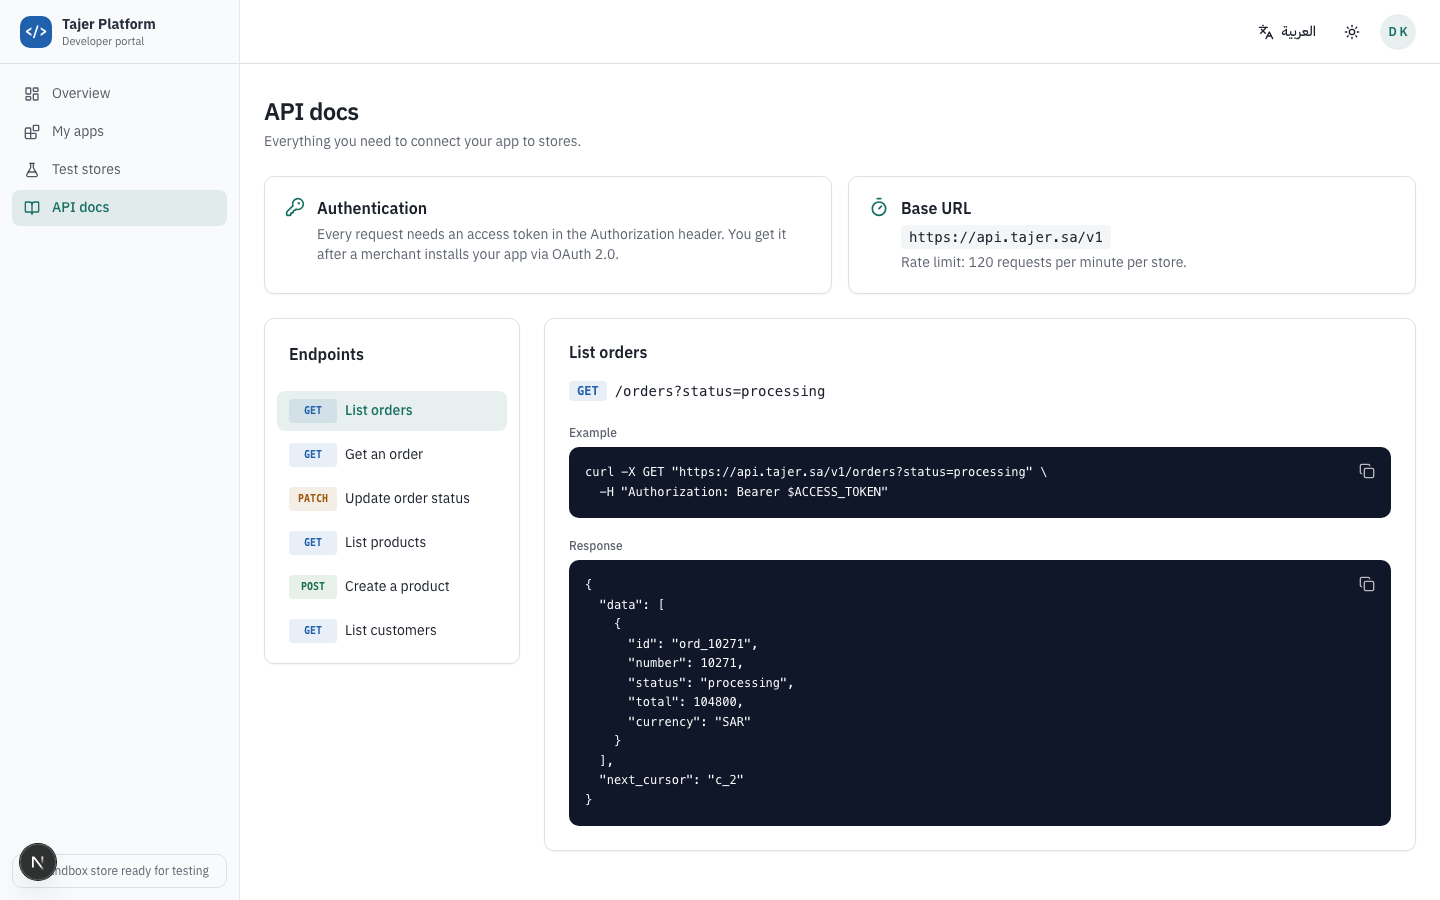 </>
Tajer Platform
Developer portal
العربية
D K
Overview
My apps
Test stores
API docs
API docs
Everything you need to connect your app to stores.
Authentication
Every request needs an access token in the Authorization header. You get it
after a merchant installs your app via OAuth 2.0.
Base URL
https://api.tajer.sa/v1
Rate limit: 120 requests per minute per store.
Endpoints
GET List orders
GET Get an order
PATCH Update order status
GET List products
POST Create a product
GET List customers
List orders
GET /orders?status=processing
Example
curl -X GET "https://api.tajer.sa/v1/orders?status=processing" \
  -H "Authorization: Bearer $ACCESS_TOKEN"
Response
{
  "data": [
    {
      "id": "ord_10271",
      "number": 10271,
      "status": "processing",
      "total": 104800,
      "currency": "SAR"
    }
  ],
  "next_cursor": "c_2"
}
N
store ready for testing